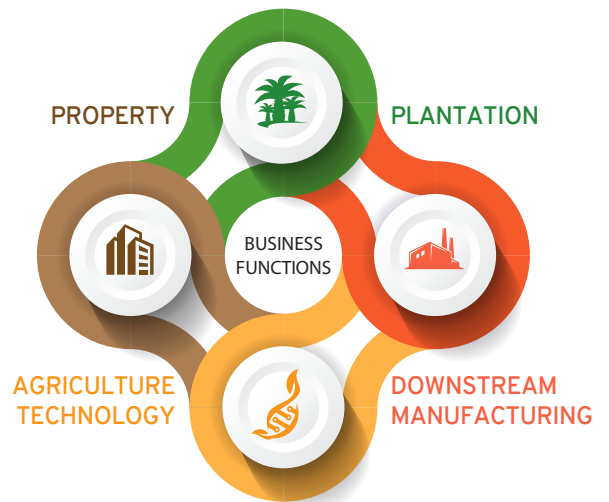 PROPERTY
PLANTATION
BUSINESS
FUNCTIONS
AGRICULTURE
TECHNOLOGY
DOWNSTREAM
MANUFACTURING